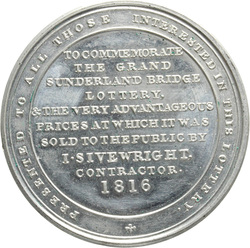 PRESENTED TO ALL THOSE INTERESTED IN THE LOTTERY.
TO COMMEMORATE
THE GRAND
SUNDERLAND BRIDGE
LOTTERY.
& THE VERY ADVANTAGEOUS
PRICES AT WHICH IT WAS
SOLD TO THE PUBLIC BY
I · SIVEWRIGHT.
CONTRACTOR.
1816